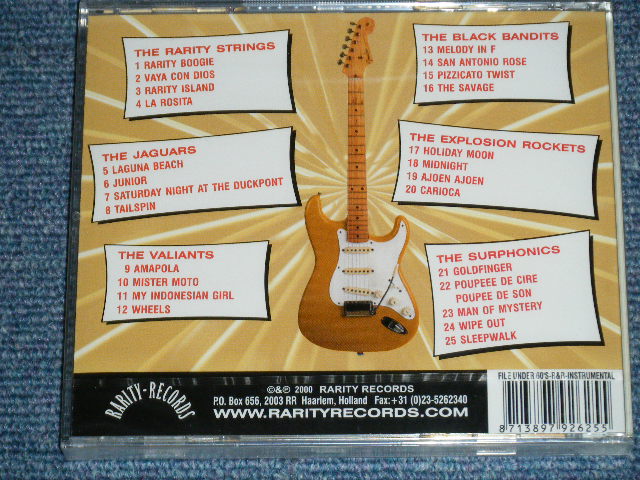 THE RARITY STRINGS
1 RARITY BOOGIE
2 VAYA CON DIOS
3 RARITY ISLAND
4 LA ROSITA
THE JAGUARS
5 LAGUNA BEACH
6 JUNIOR
7 SATURDAY NIGHT AT THE DUCKPONT
8 TAILSPIN
THE VALIANTS
9 AMAPOLA
10 MISTER MOTO
11 MY INDONESIAN GIRL
12 WHEELS
THE BLACK BANDITS
13 MELODY IN F
14 SAN ANTONIO ROSE
15 PIZZICATO TWIST
16 THE SAVAGE
THE EXPLOSION ROCKETS
17 HOLIDAY MOON
18 MIDNIGHT
19 AJOEN AJOEN
20 CARIOCA
THE SURPHONICS
21 GOLDFINGER
22 POUPEEE DE CIRE
POUPEE DE SON
23 MAN OF MYSTERY
24 WIPE OUT
25 SLEEPWALK
RARITY-RECORDS
©&℗ 2000 RARITY RECORDS
P.O. Box 656, 2003 RR Haarlem, Holland Fax:+31 (0)23-5262340
WWW.RARITYRECORDS.COM
FILE UNDER 60'S-R&R-INSTRUMENTAL
8 713897 926255